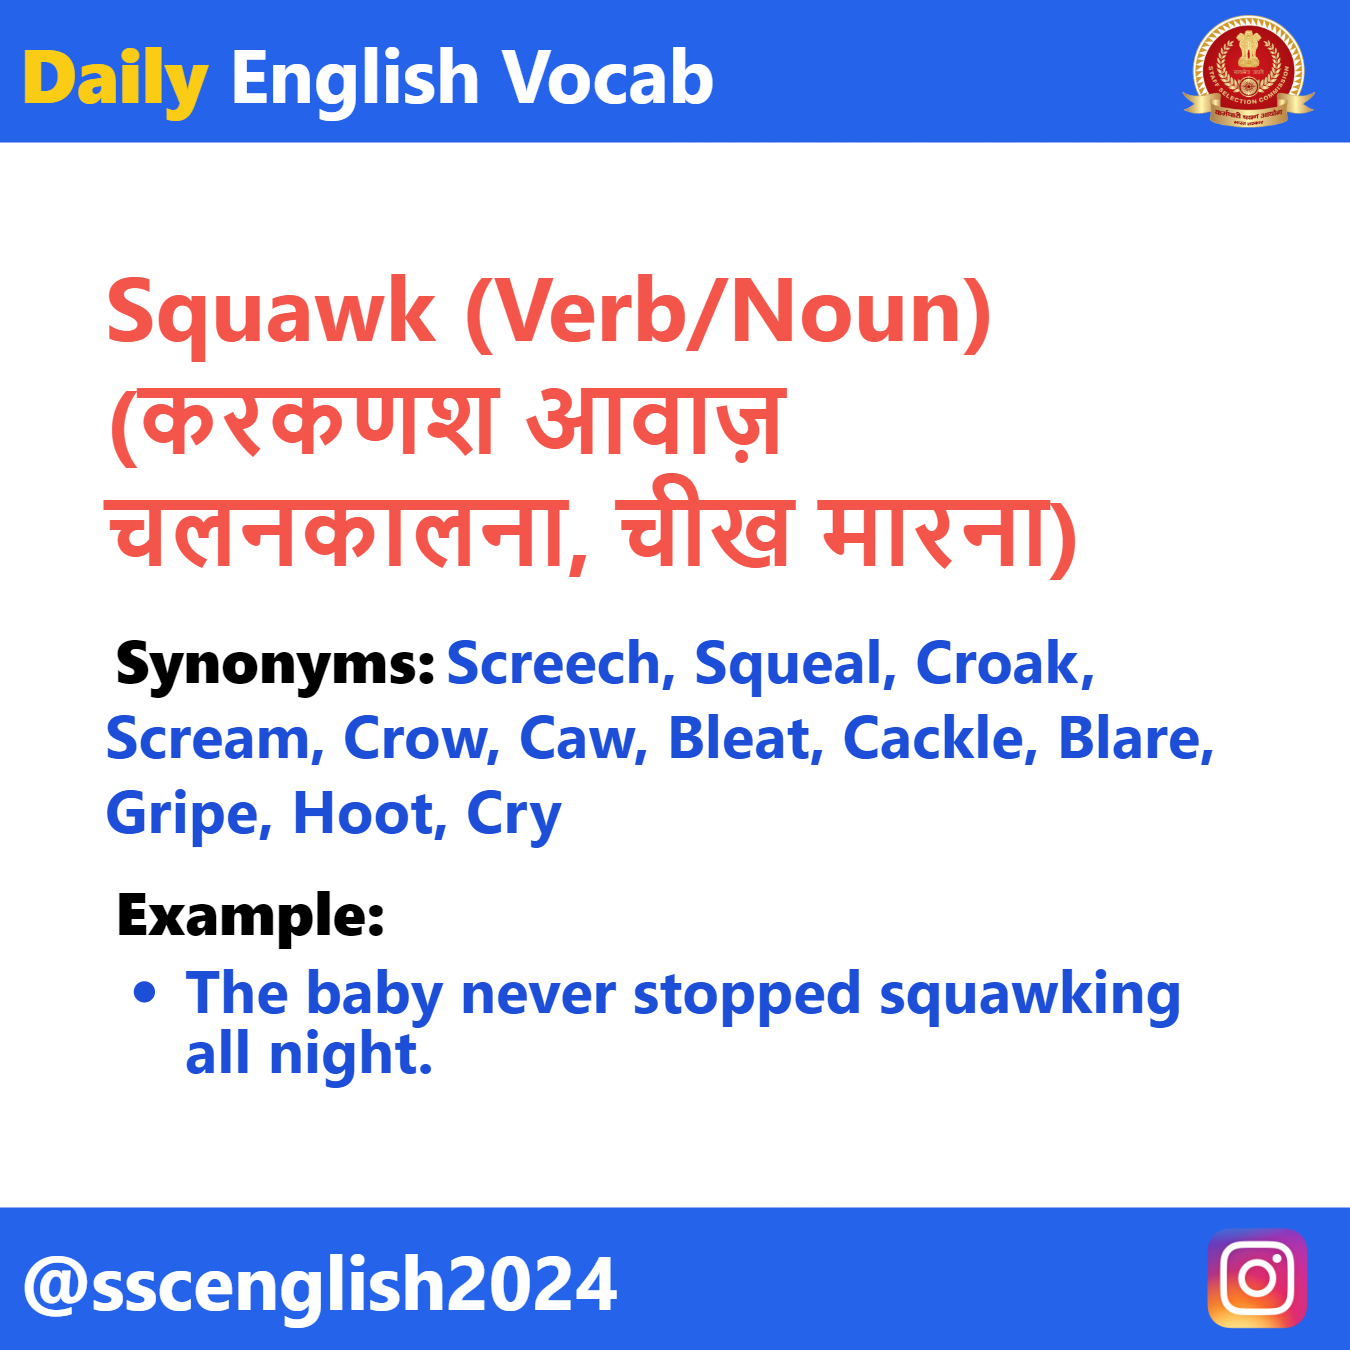 Daily English Vocab
STAFF SELECTION COMMISSION
कर्मचारी चयन आयोग
भारत सरकार
Squawk (Verb/Noun)
(करकणश आवाज़
चलनकालना, चीख मारना)
Synonyms: Screech, Squeal, Croak,
Scream, Crow, Caw, Bleat, Cackle, Blare,
Gripe, Hoot, Cry
Example:
• The baby never stopped squawking
all night.
@sscenglish2024